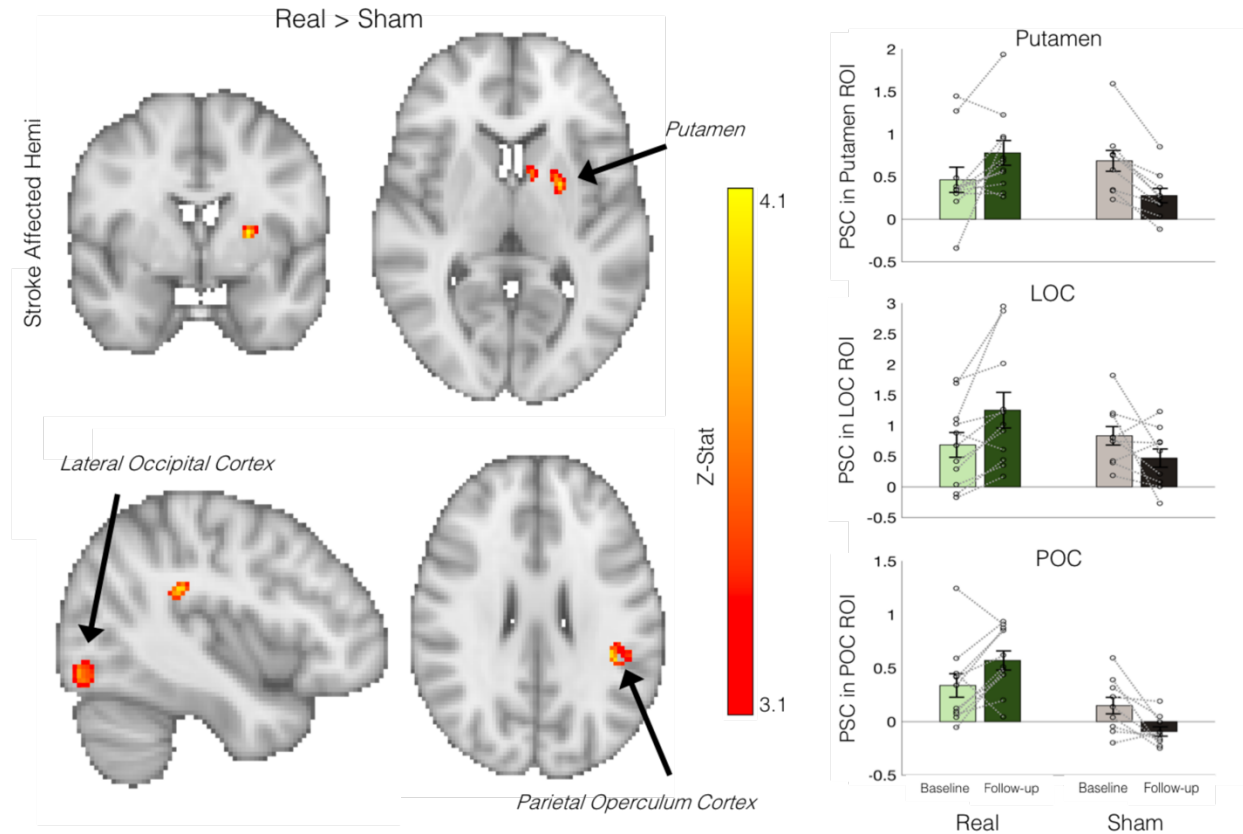 Real > Sham
Stroke Affected Hemi
Putamen
Lateral Occipital Cortex
Parietal Operculum Cortex
4.1
Z-Stat
3.1
Putamen
PSC in Putamen ROI
2
1.5
1
0.5
0
-0.5
LOC
PSC in LOC ROI
3
2.5
2
1.5
1
0.5
0
-0.5
POC
PSC in POC ROI
1.5
1
0.5
0
-0.5
Baseline Follow-up Baseline Follow-up
Real Sham